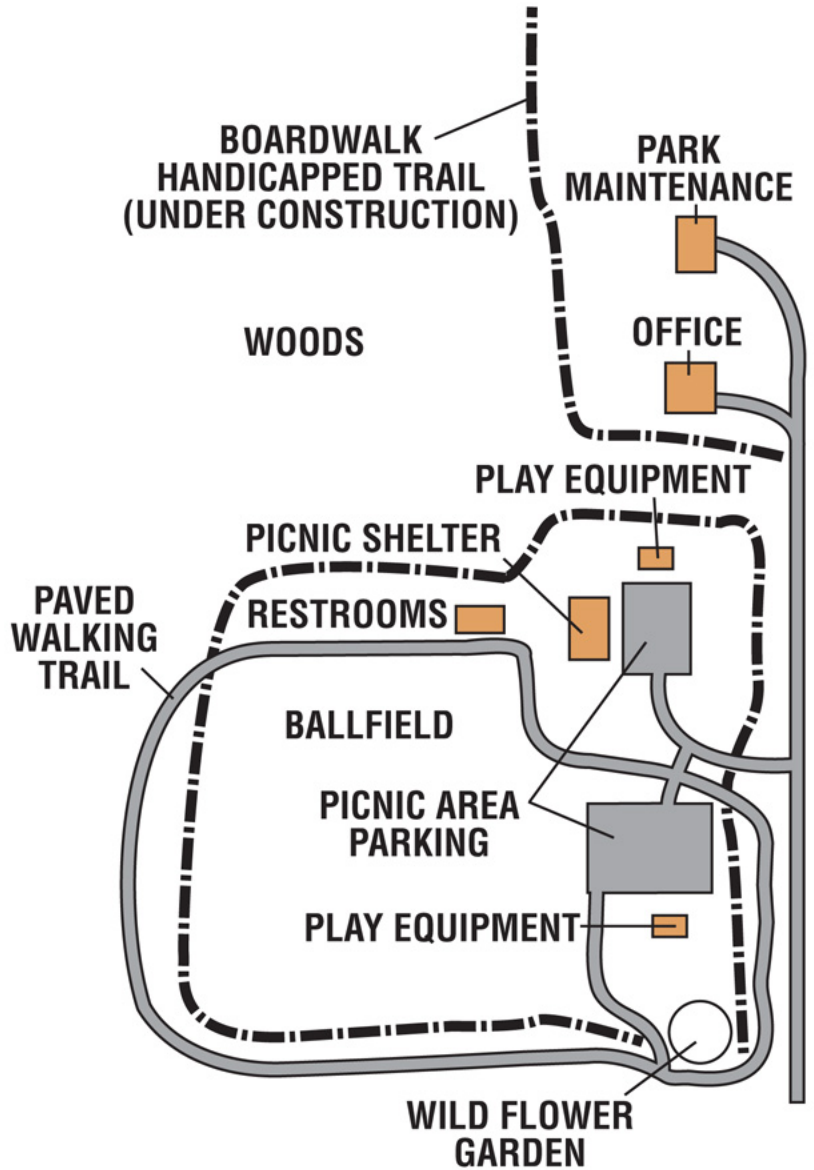 BOARDWALK
HANDICAPPED TRAIL
(UNDER CONSTRUCTION)
PARK
MAINTENANCE
WOODS
OFFICE
PLAY EQUIPMENT
PICNIC SHELTER
PAVED
WALKING
TRAIL
RESTROOMS
BALLFIELD
PICNIC AREA
PARKING
PLAY EQUIPMENT
WILD FLOWER
GARDEN